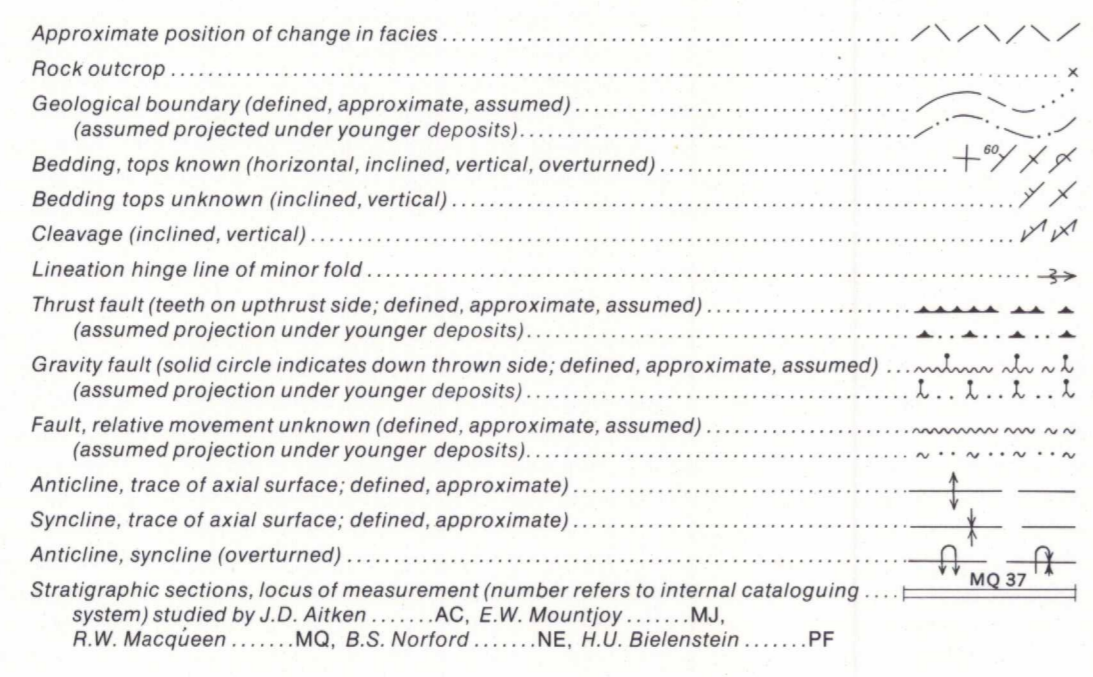 Approximate position of change in facies
Rock outcrop x
Geological boundary (defined, approximate, assumed)
(assumed projected under younger deposits)
Bedding, tops known (horizontal, inclined, vertical, overturned) 60
Bedding tops unknown (inclined, vertical)
Cleavage (inclined, vertical)
Lineation hinge line of minor fold
Thrust fault (teeth on upthrust side; defined, approximate, assumed)
(assumed projection under younger deposits)
Gravity fault (solid circle indicates down thrown side; defined, approximate, assumed)
(assumed projection under younger deposits)
Fault, relative movement unknown (defined, approximate, assumed)
(assumed projection under younger deposits)
Anticline, trace of axial surface; defined, approximate)
Syncline, trace of axial surface; defined, approximate)
Anticline, syncline (overturned)
Stratigraphic sections, locus of measurement (number refers to internal cataloguing .... MQ 37
system) studied by J.D. Aitken .......AC, E.W. Mountjoy .......MJ,
R.W. Macqueen .......MQ, B.S. Norford .......NE, H.U. Bielenstein .......PF